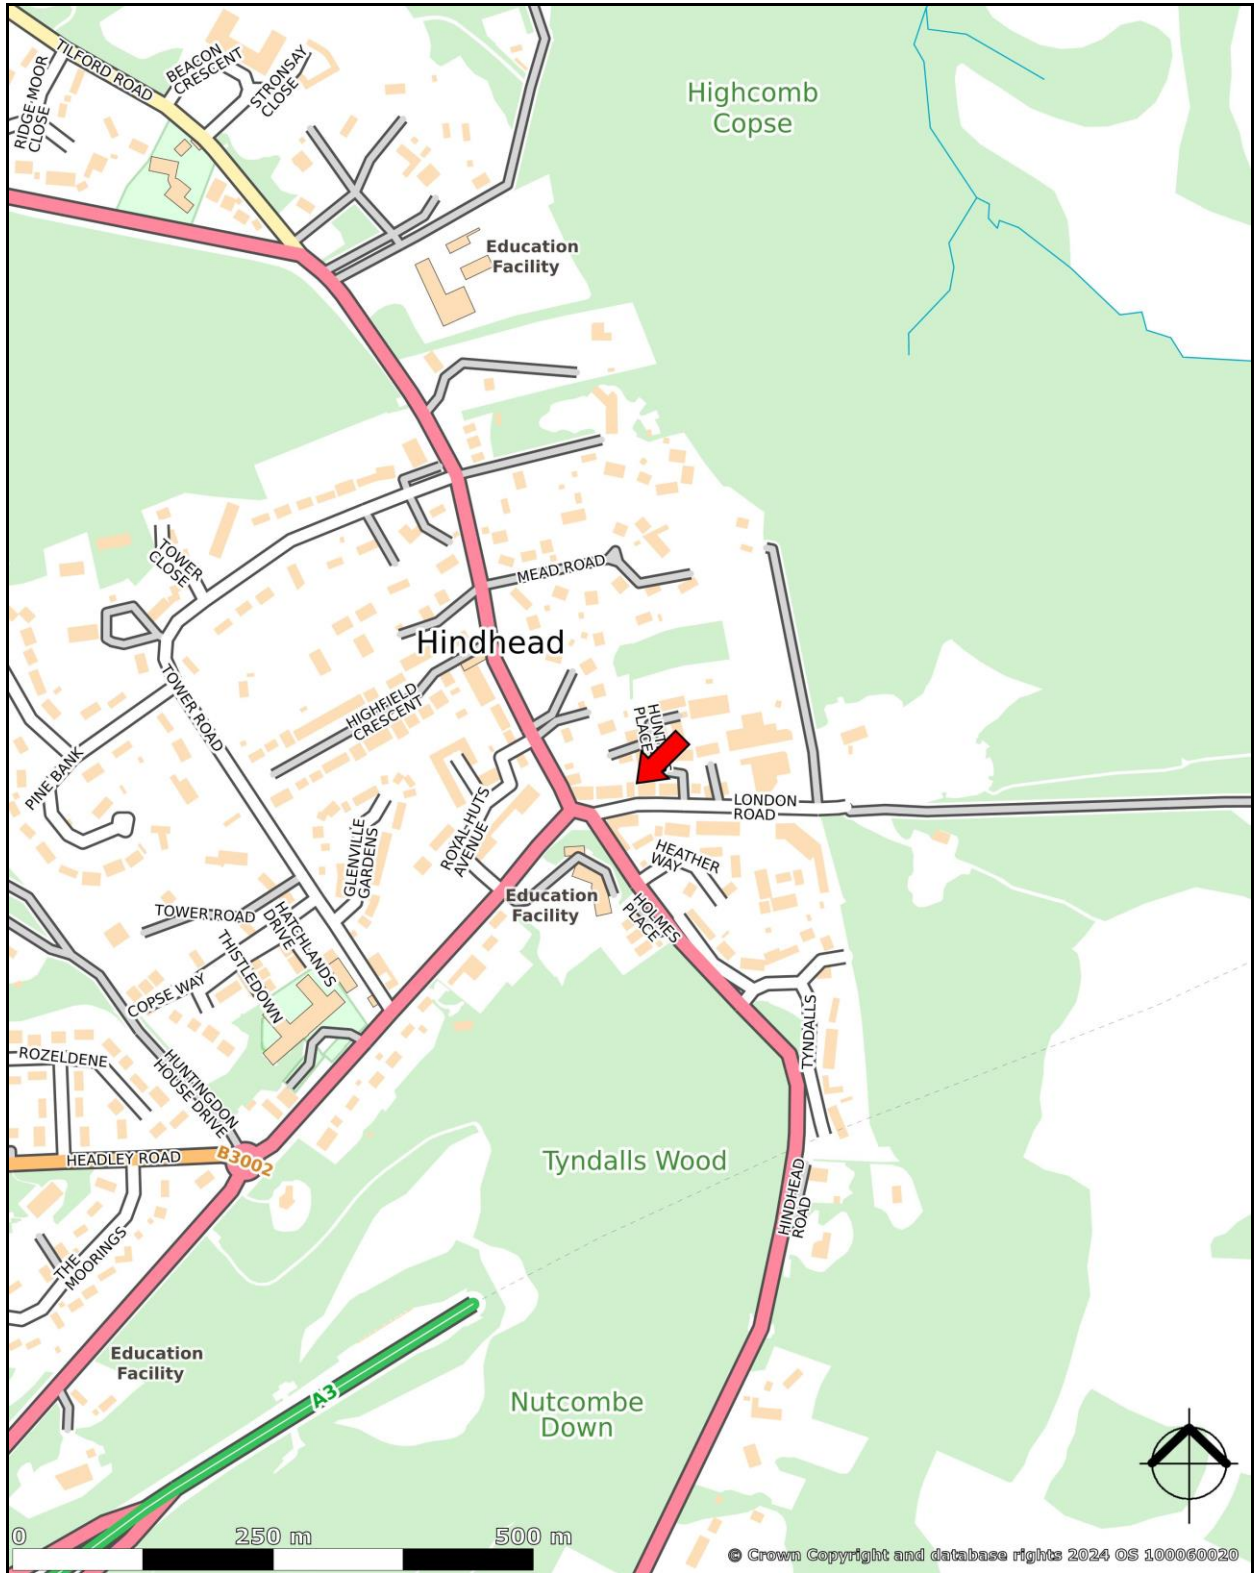 TILFORD ROAD
BEACON
CRESCENT
STRONSAY
CLOSE
RIDGE MOOR
CLOSE
Highcomb
Copse
Education
Facility
TOWER
CLOSE
MEAD ROAD
Hindhead
TOWER ROAD
HIGHFIELD
CRESCENT
PLACE
PINE BANK
LONDON
ROAD
ROYAL HUTS
AVENUE
GLENVILLE
GARDENS
HEATHER
WAY
Education
Facility
HOLMES
PLACE
TOWER ROAD
HATCHLANDS
DRIVE
THISTLEDOWN
COPSE WAY
TYNDALLS
ROZELDENE
HUNTINGDON
HOUSE DRIVE
HEADLEY ROAD
B3002
Tyndalls Wood
HINDHEAD
ROAD
THE
MOORINGS
Education
Facility
A3
Nutcombe
Down
0 250 m 500 m
© Crown Copyright and database rights 2024 OS 100060020